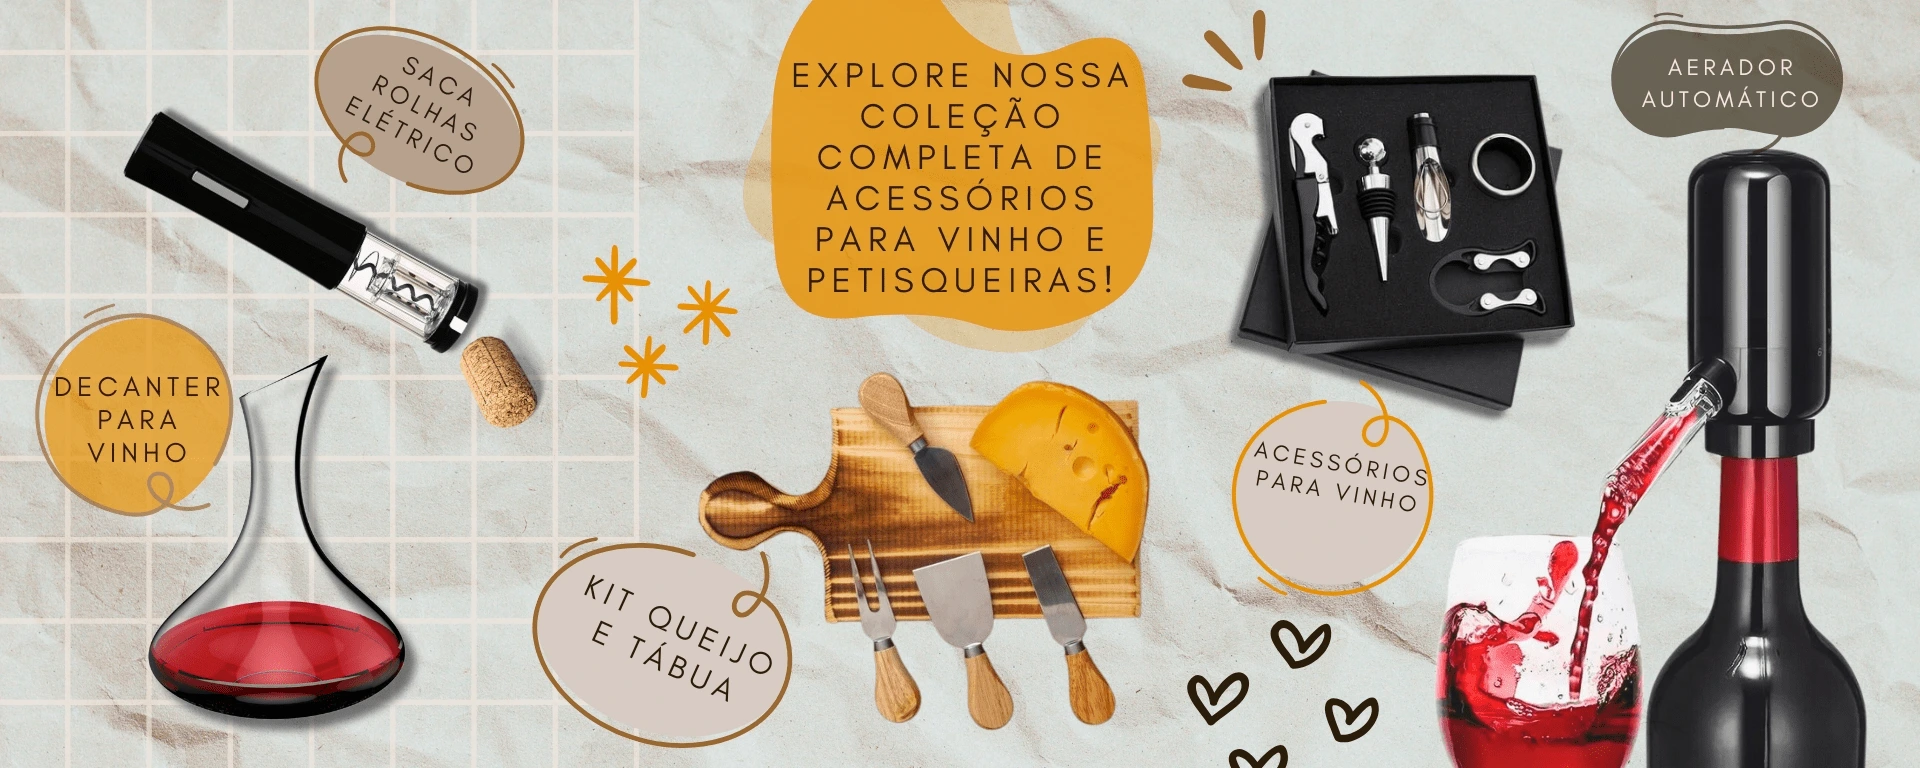 SACA
ROLHAS
ELÉTRICO
DECANTER
PARA
VINHO
EXPLORE NOSSA
COLEÇÃO
COMPLETA DE
ACESSÓRIOS
PARA VINHO E
PETISQUEIRAS!
KIT QUEIJO
E TÁBUA
ACESSÓRIOS
PARA VINHO
AERADOR
AUTOMÁTICO